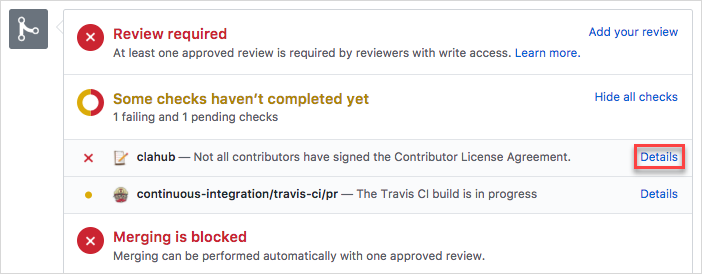 Review required
Add your review
At least one approved review is required by reviewers with write access. Learn more.
Some checks haven’t completed yet
Hide all checks
1 failing and 1 pending checks
clahub — Not all contributors have signed the Contributor License Agreement.
Details
continuous-integration/travis-ci/pr — The Travis CI build is in progress
Details
Merging is blocked
Merging can be performed automatically with one approved review.